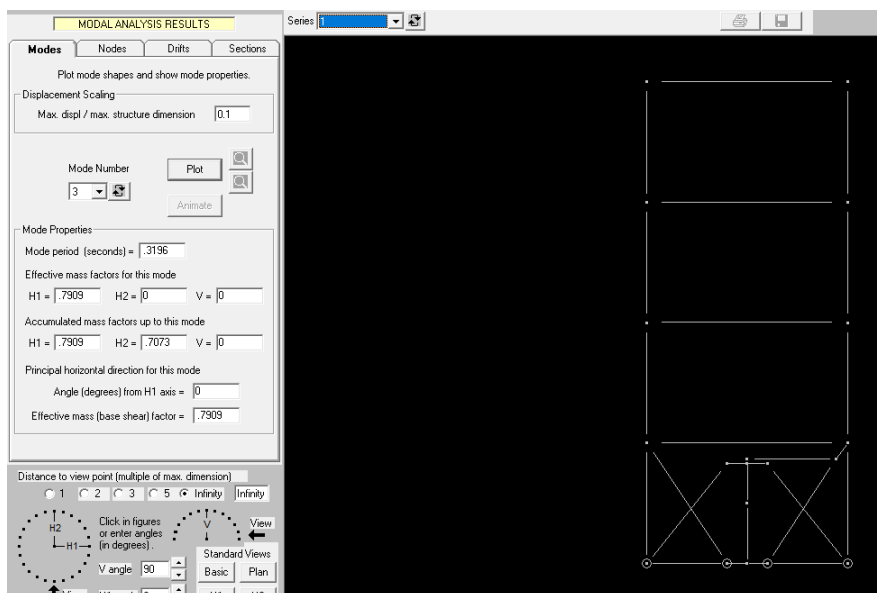 MODAL ANALYSIS RESULTS
Series 1
Modes Nodes Drifts Sections
Plot mode shapes and show mode properties.
Displacement Scaling
Max. displ / max. structure dimension 0.1
Mode Number
Plot
3
Animate
Mode Properties
Mode period (seconds) = .3196
Effective mass factors for this mode
H1 = .7909 H2 = 0 V = 0
Accumulated mass factors up to this mode
H1 = .7909 H2 = .7073 V = 0
Principal horizontal direction for this mode
Angle (degrees) from H1 axis = 0
Effective mass (base shear) factor = .7909
Distance to view point (multiple of max. dimension)
1 2 3 5 Infinity Infinity
H2
H1
Click in figures
or enter angles
(in degrees).
V
View
Standard Views
V angle 90
Basic Plan
View